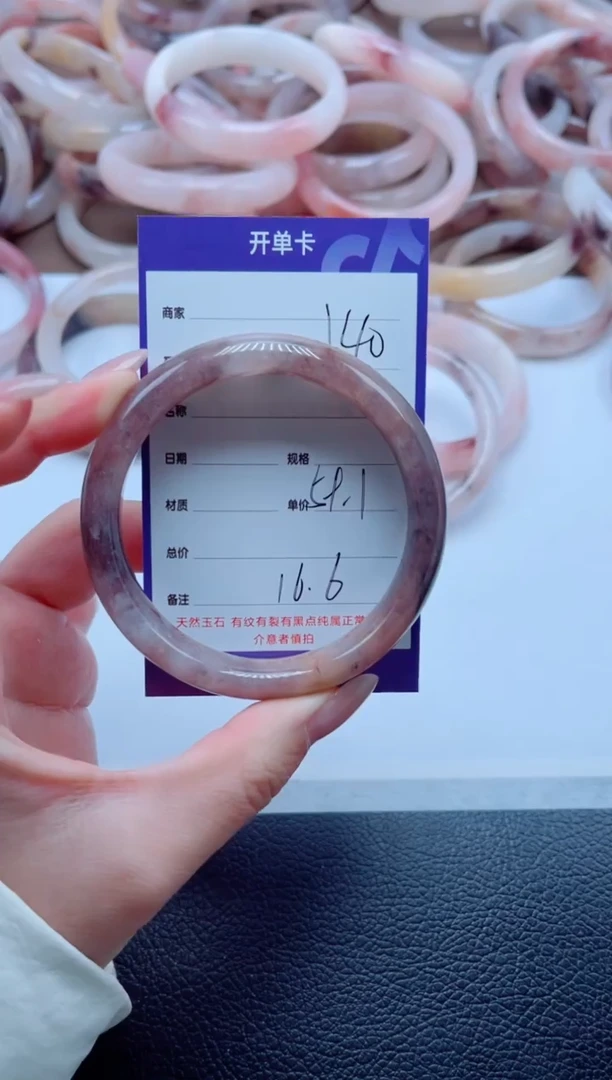 开单卡
商家 140
名称
日期 规格
材质 单价
总价
备注 16.6
天然玉石 有纹有裂有黑点纯属正常
介意者慎拍